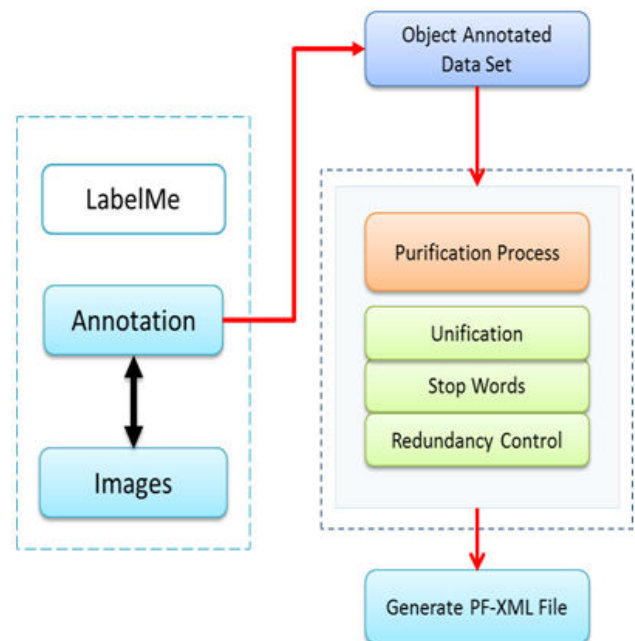 LabelMe
Annotation
Images
Object Annotated
Data Set
Purification Process
Unification
Stop Words
Redundancy Control
Generate PF-XML File